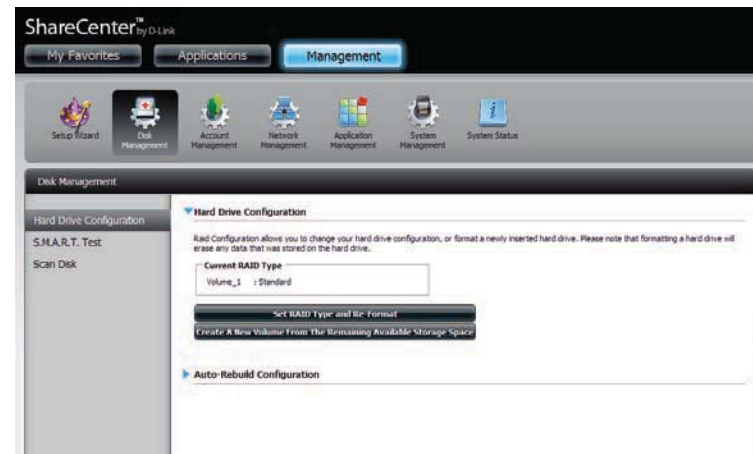 ShareCenter™ by D-Link
My Favorites Applications Management
Setup Wizard Disk Management Account Management Network Management Application Management System Management System Status
Disk Management
Hard Drive Configuration
S.M.A.R.T. Test
Scan Disk
Hard Drive Configuration
Raid Configuration allows you to change your hard drive configuration, or format a newly inserted hard drive. Please note that formatting a hard drive will
erase any data that was stored on the hard drive.
Current RAID Type
Volume_1 : Standard
Set RAID Type and Re-Format
Create A New Volume From The Remaining Available Storage Space
Auto-Rebuild Configuration